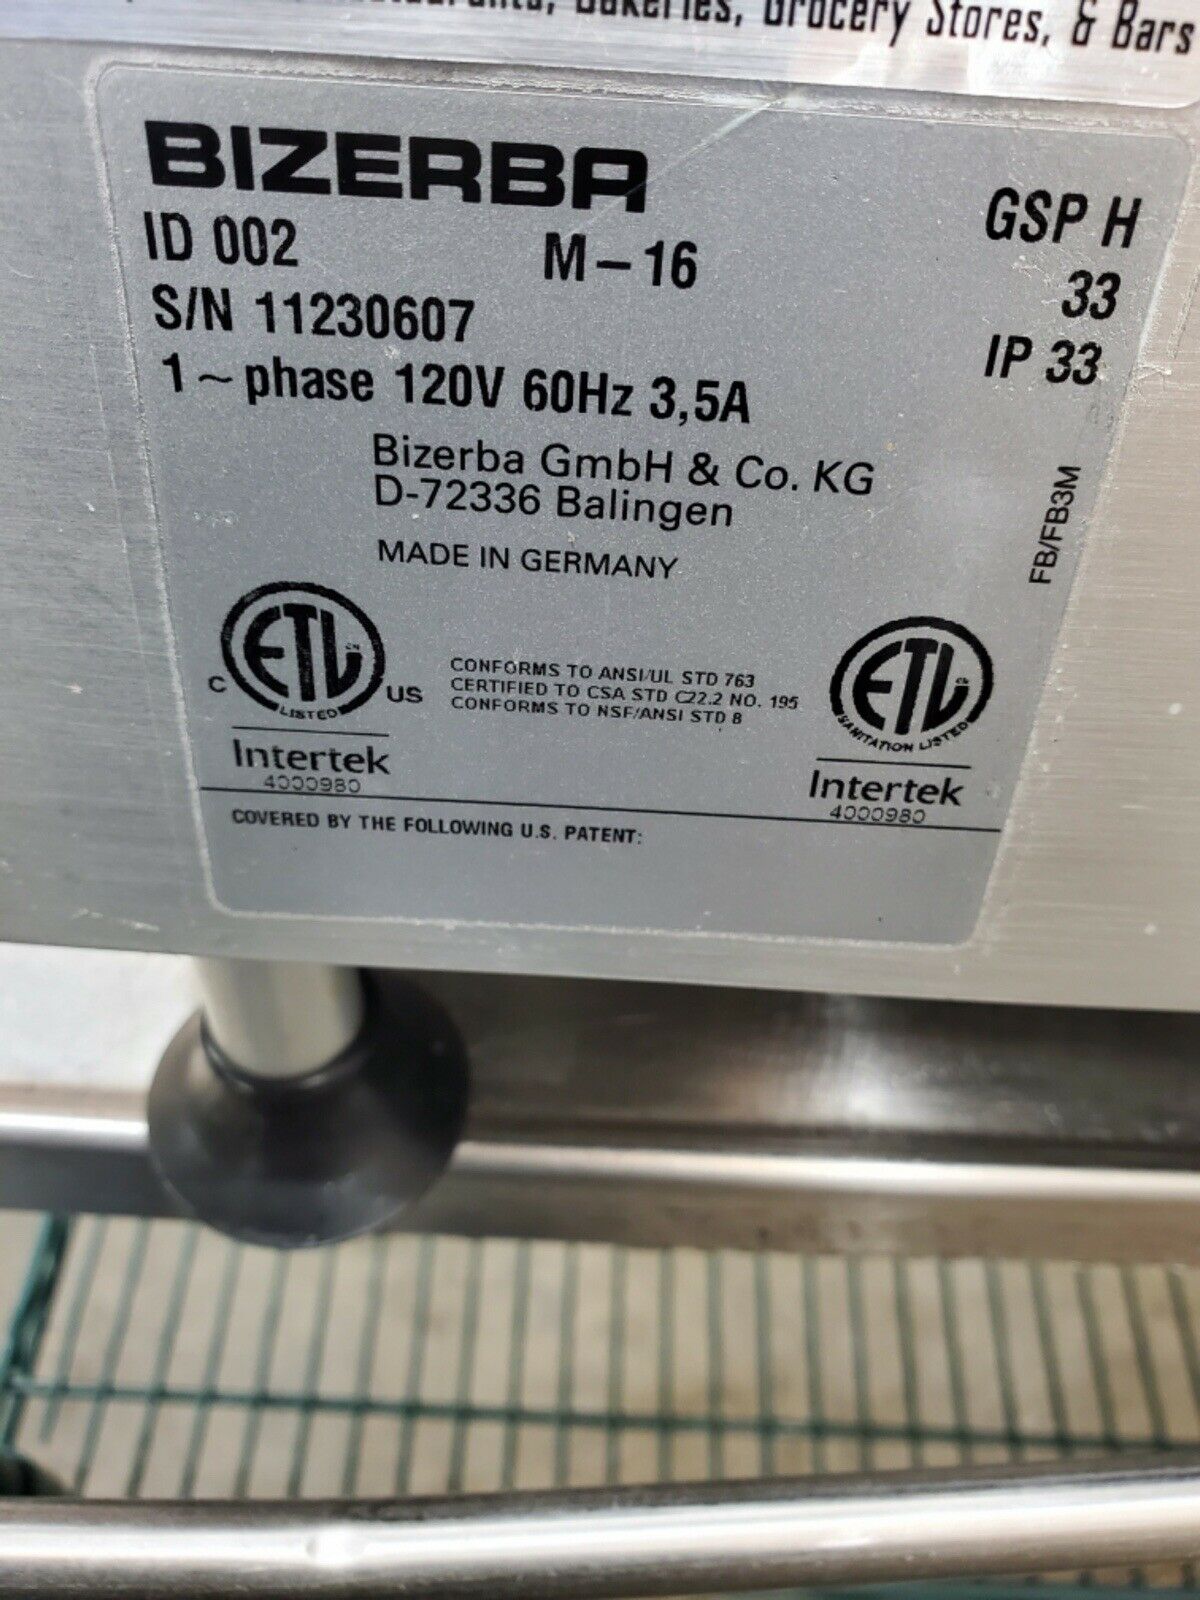 Bakeries, Grocery Stores, & Bars
BIZERBA
ID 002 M-16 GSP H
S/N 11230607 33
1~phase 120V 60Hz 3,5A IP 33
Bizerba GmbH & Co. KG
D-72336 Balingen
MADE IN GERMANY
FB/FB3M
ETL
C US
LISTED
Intertek
4000980
CONFORMS TO ANSI/UL STD 763
CERTIFIED TO CSA STD C22.2 NO. 195
CONFORMS TO NSF/ANSI STD 8
ETL
SANITATION LISTED
Intertek
4000980
COVERED BY THE FOLLOWING U.S. PATENT: